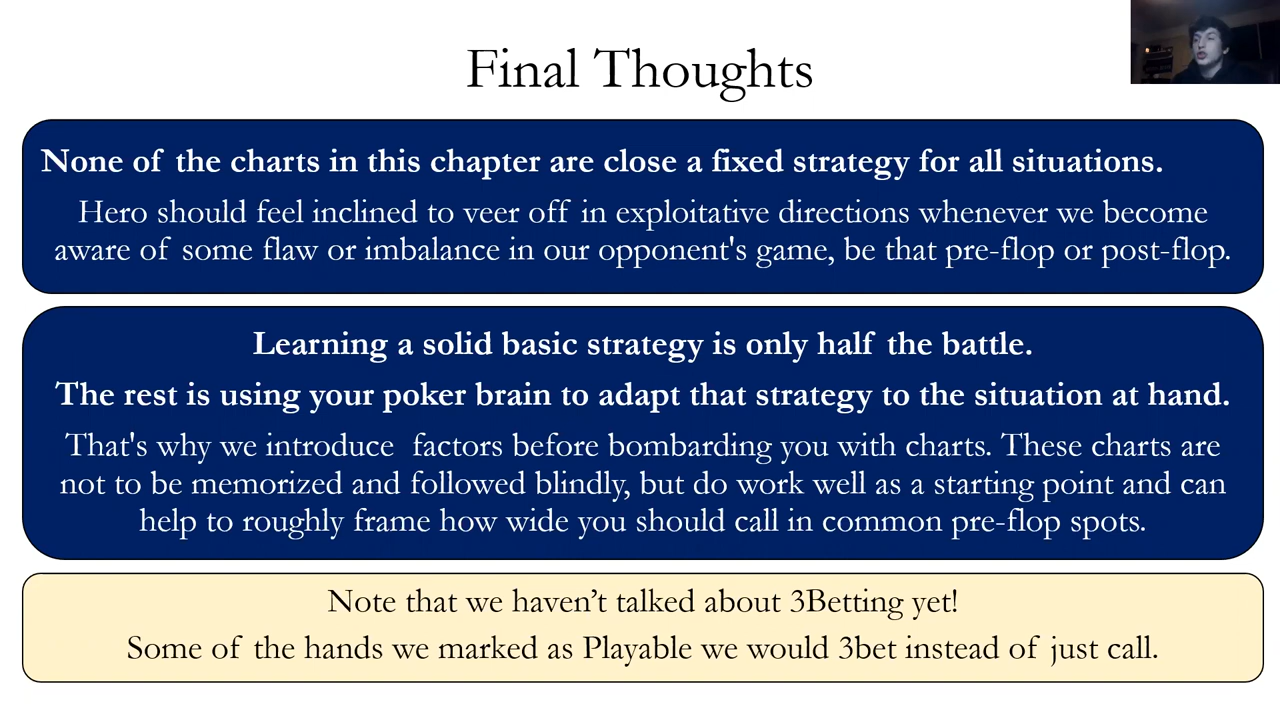 Final Thoughts
None of the charts in this chapter are close a fixed strategy for all situations.
Hero should feel inclined to veer off in exploitative directions whenever we become
aware of some flaw or imbalance in our opponent's game, be that pre-flop or post-flop.
Learning a solid basic strategy is only half the battle.
The rest is using your poker brain to adapt that strategy to the situation at hand.
That's why we introduce factors before bombarding you with charts. These charts are
not to be memorized and followed blindly, but do work well as a starting point and can
help to roughly frame how wide you should call in common pre-flop spots.
Note that we haven’t talked about 3Betting yet!
Some of the hands we marked as Playable we would 3bet instead of just call.